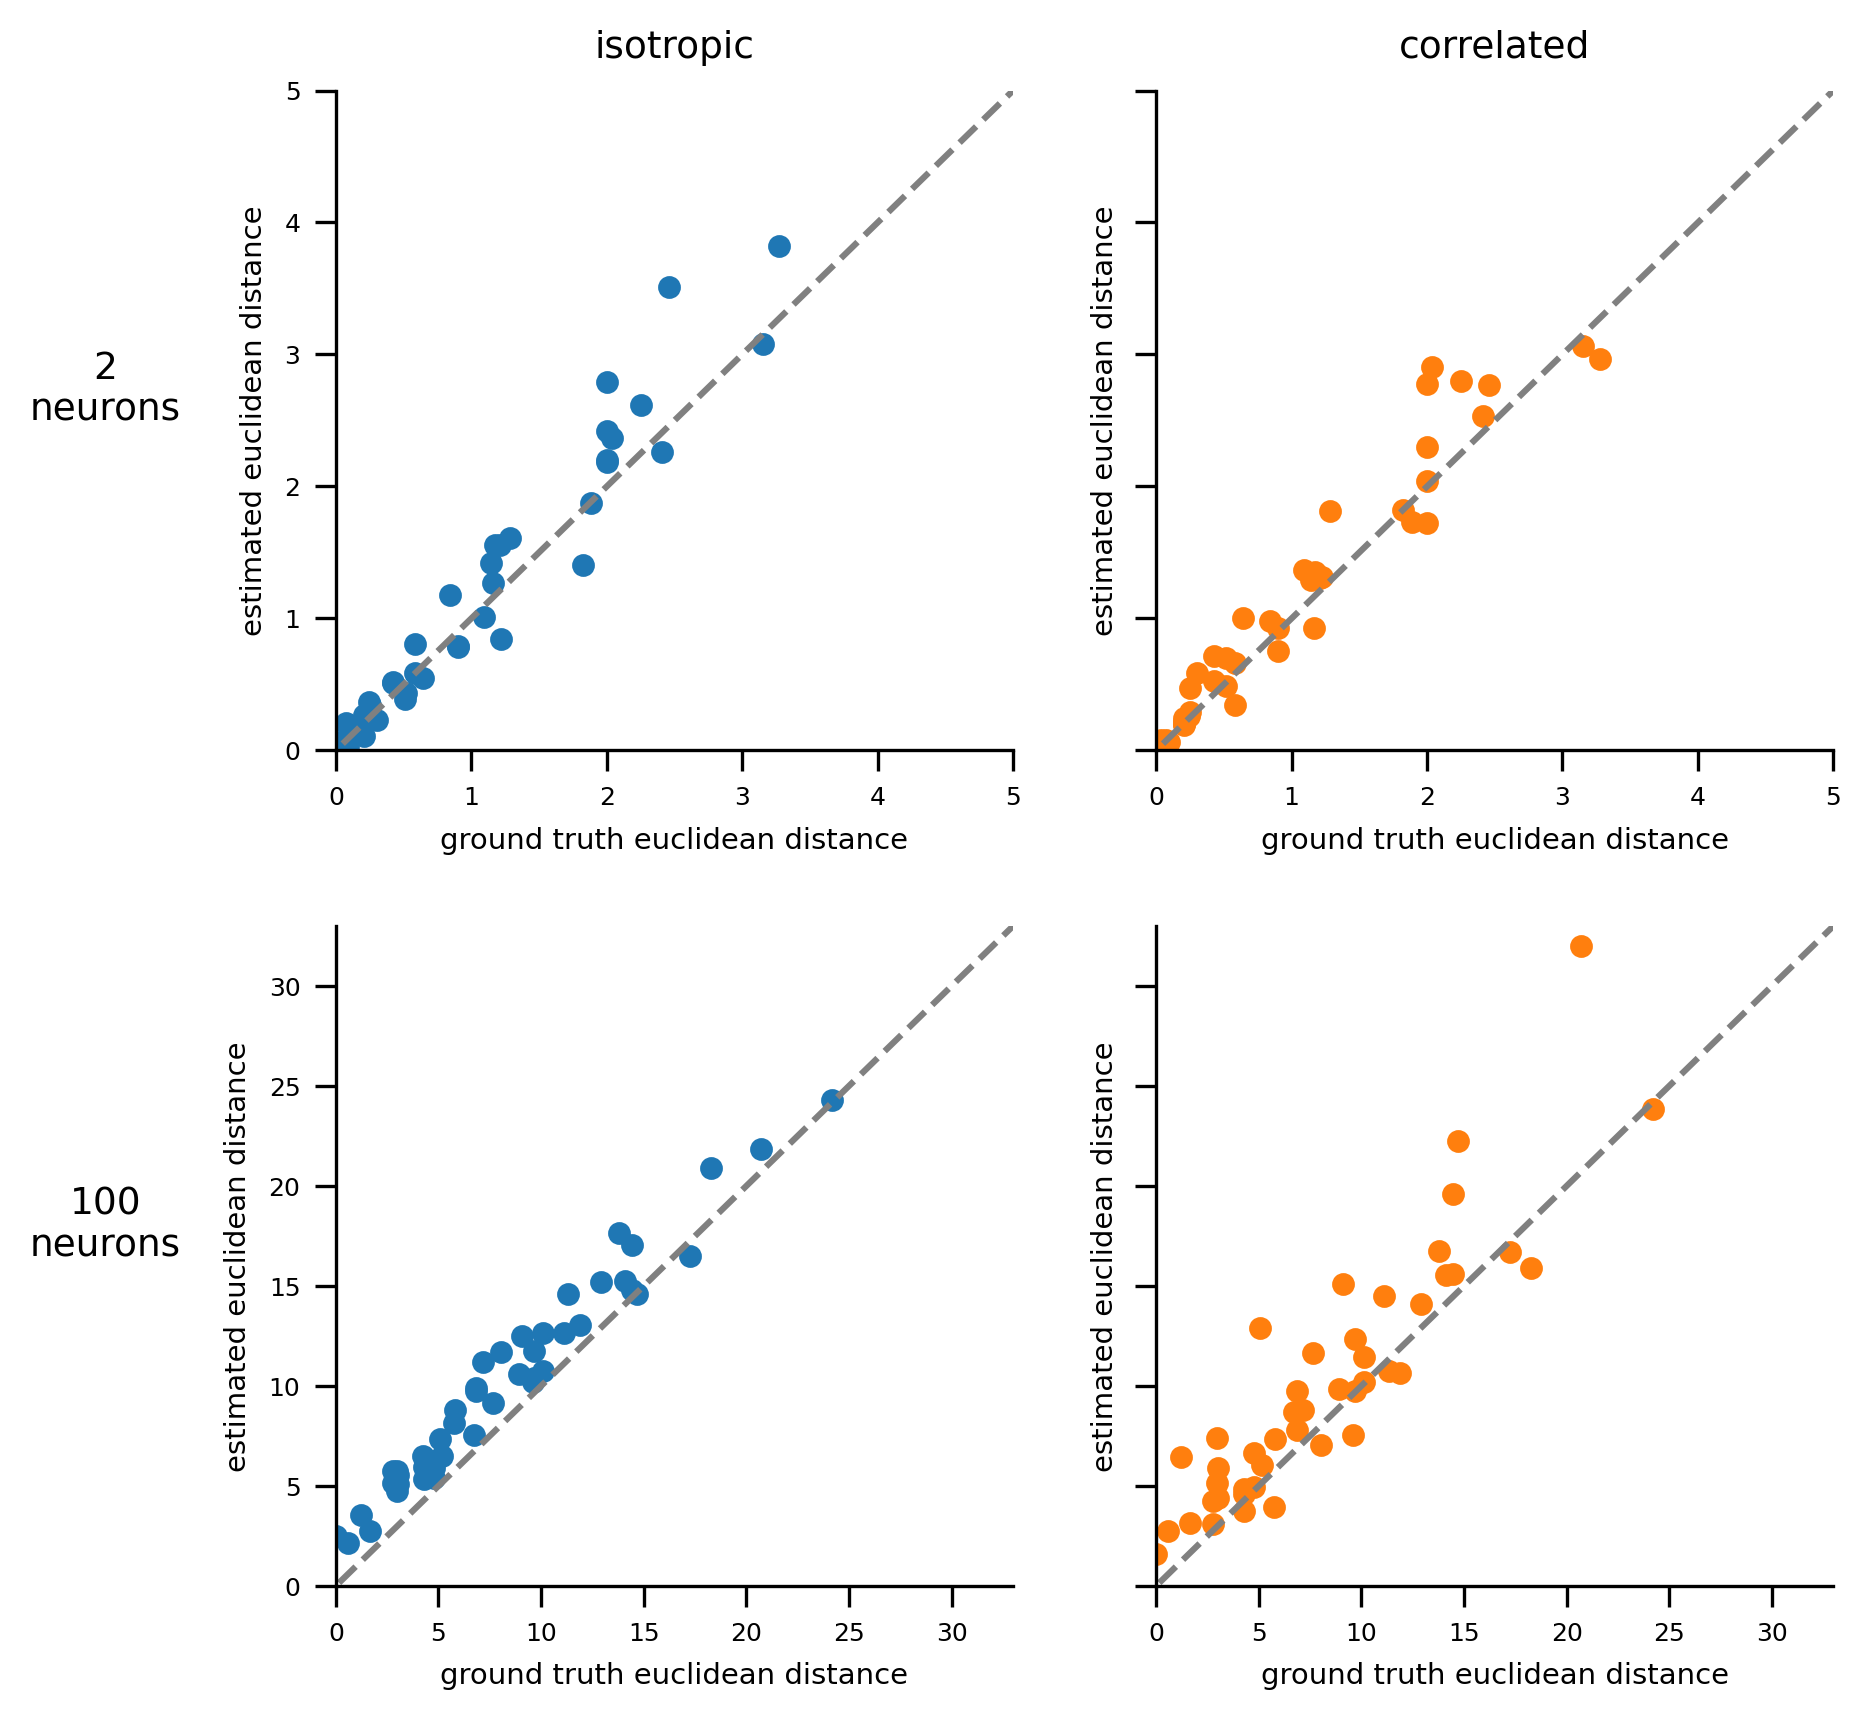 isotropic
correlated
2
neurons
estimated euclidean distance
5
4
3
2
1
0
0 1 2 3 4 5
ground truth euclidean distance
estimated euclidean distance
0 1 2 3 4 5
ground truth euclidean distance
100
neurons
estimated euclidean distance
30
25
20
15
10
5
0
0 5 10 15 20 25 30
ground truth euclidean distance
estimated euclidean distance
0 5 10 15 20 25 30
ground truth euclidean distance